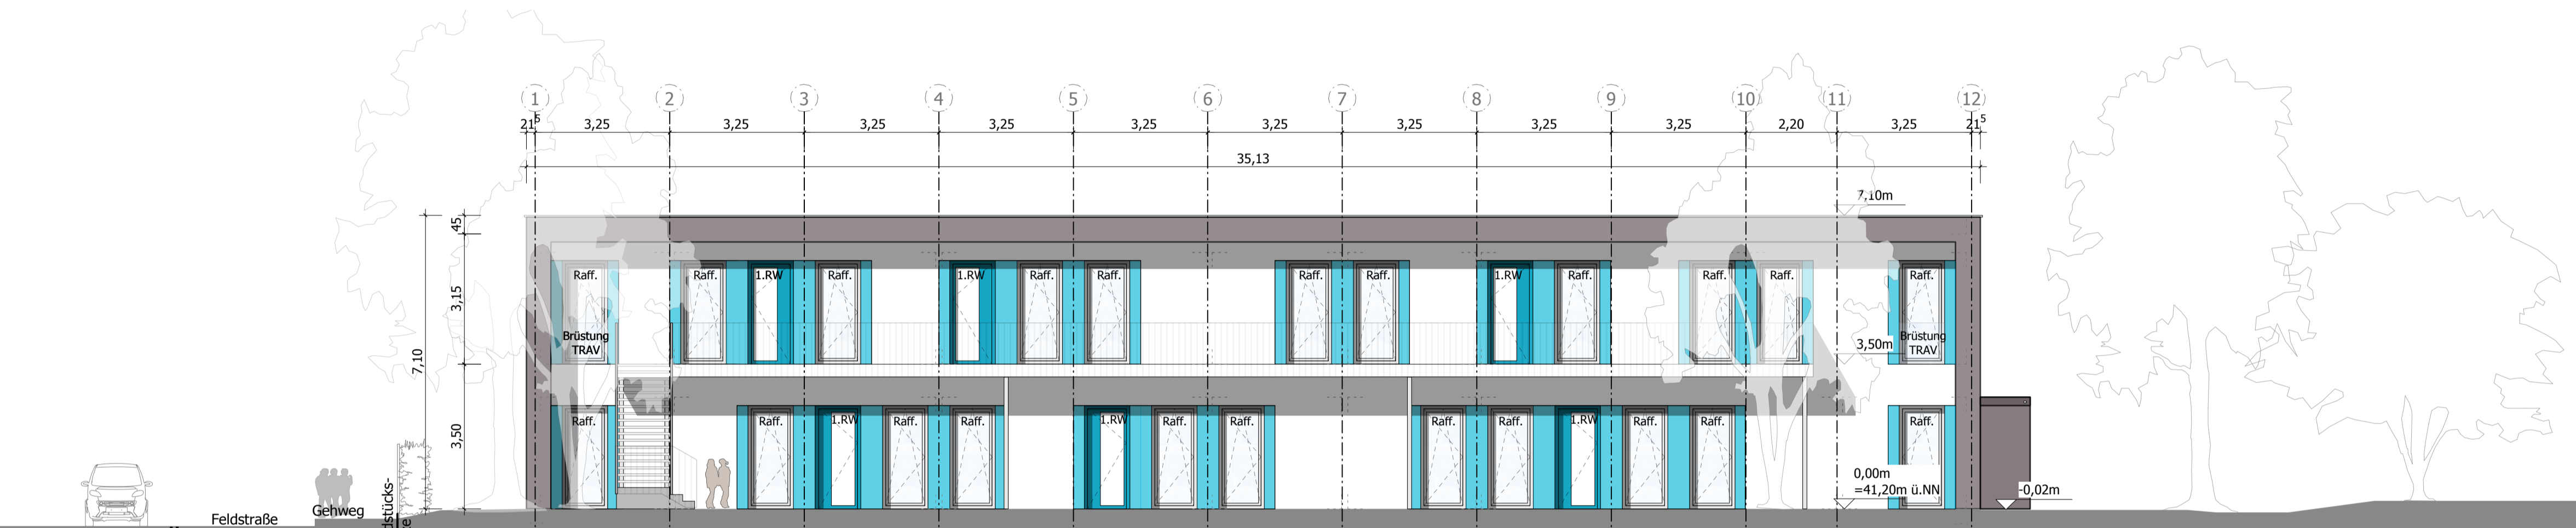 1 2 3 4 5 6 7 8 9 10 11 12
21⁵ 3,25 3,25 3,25 3,25 3,25 3,25 3,25 3,25 3,25 2,20 3,25 21⁵
35,13
7,10m
45
3,15
3,50
7,10
Raff. Raff. 1.RW Raff. 1.RW Raff. Raff. Raff. Raff. 1.RW Raff. Raff. Raff. Raff.
Brüstung
TRAV
3,50m
Brüstung
TRAV
Raff. Raff. 1.RW Raff. Raff. 1.RW Raff. Raff. Raff. Raff. 1.RW Raff. Raff. Raff.
0,00m
=41,20m ü.NN
-0,02m
Gehweg
Feldstraße